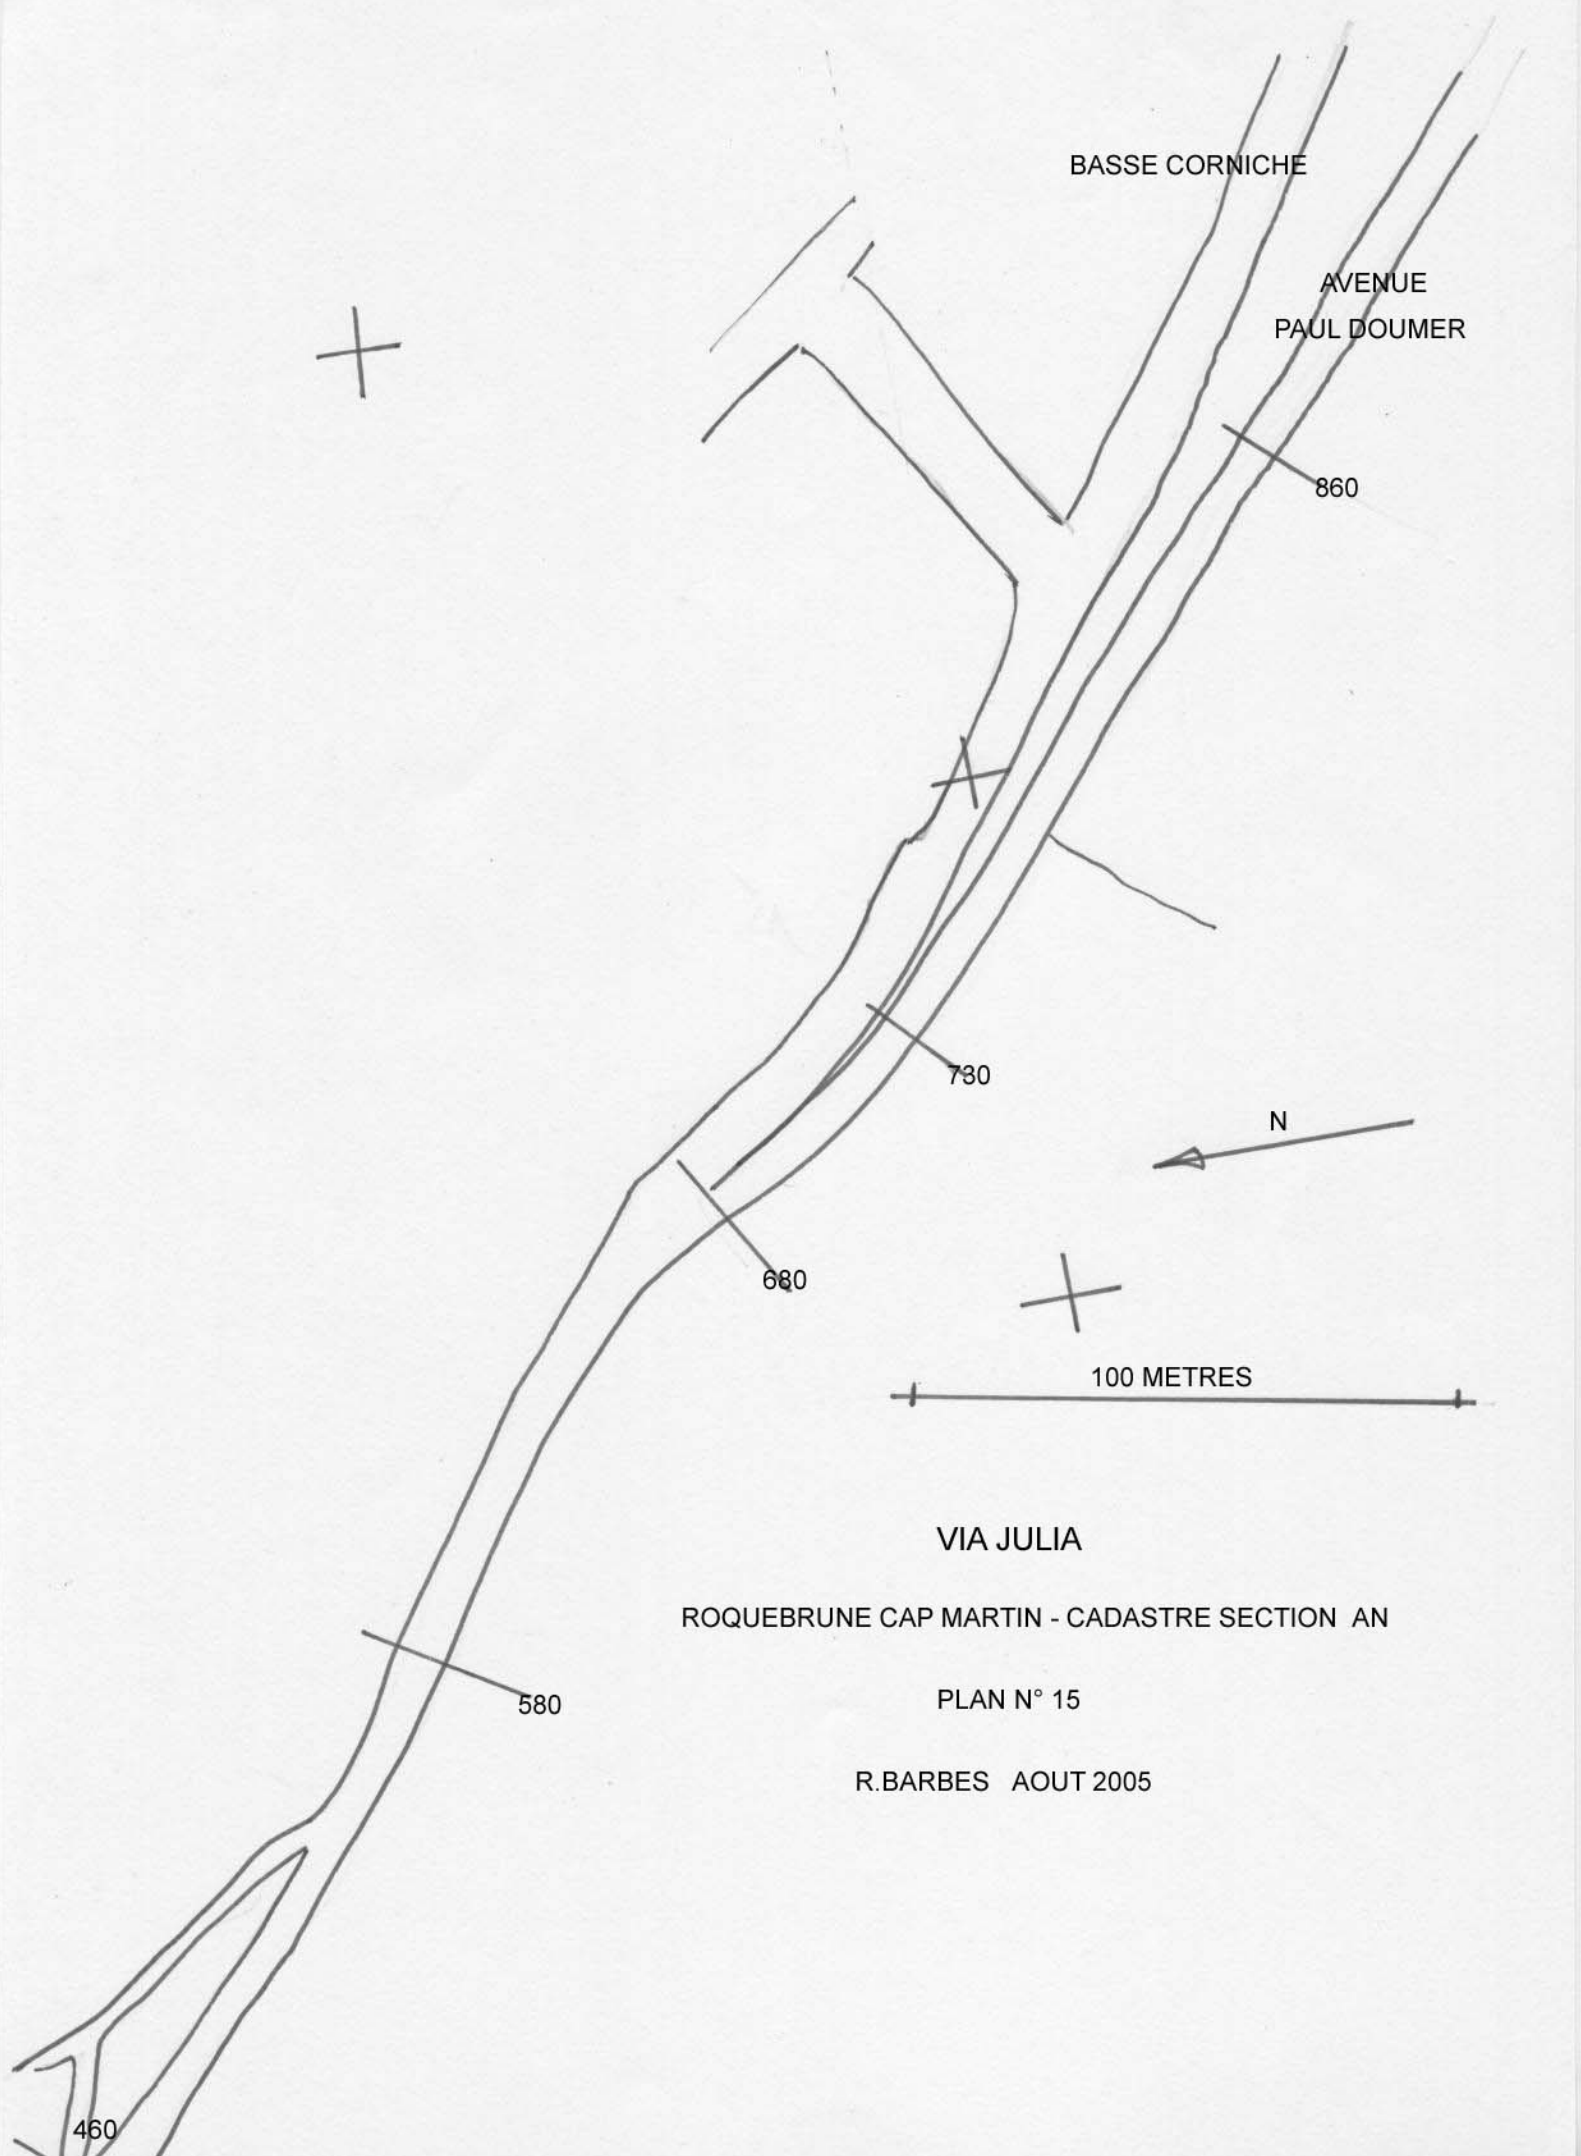 BASSE CORNICHE
AVENUE
PAUL DOUMER
860
730
N
680
100 METRES
VIA JULIA
ROQUEBRUNE CAP MARTIN - CADASTRE SECTION AN
PLAN N° 15
580
R.BARBES AOUT 2005
460